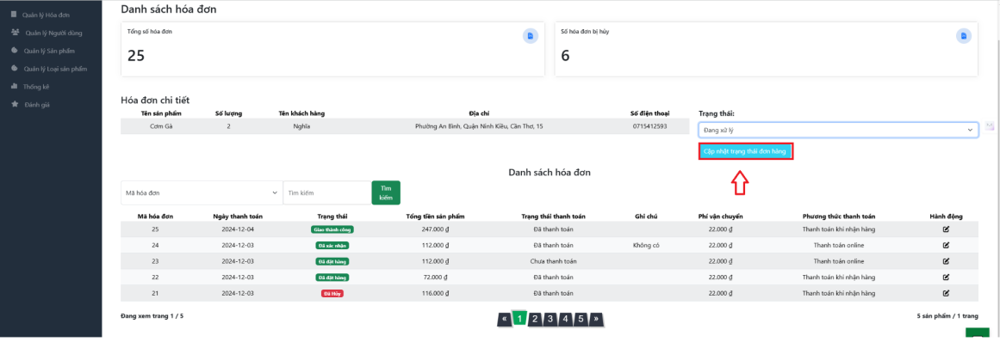 Danh sách hóa đơn
Quản lý Hóa đơn
Quản lý Người dùng
Quản lý Sản phẩm
Quản lý Loại sản phẩm
Thống kê
Đánh giá
Tổng số hóa đơn
25
Số hóa đơn bị hủy
6
Hóa đơn chi tiết
Tên sản phẩm Số lượng Tên khách hàng Địa chỉ Số điện thoại
Cơm Gà 2 Nghĩa Phường An Bình, Quận Ninh Kiều, Cần Thơ, 15 0715412593
Trạng thái:
Đang xử lý
Cập nhật trạng thái đơn hàng
Danh sách hóa đơn
Mã hóa đơn Tìm kiếm Tìm kiếm
Mã hóa đơn Ngày thanh toán Trạng thái Tổng tiền sản phẩm Trạng thái thanh toán Ghi chú Phí vận chuyển Phương thức thanh toán Hành động
25 2024-12-04 Giao thành công 247.000 ₫ Đã thanh toán 22.000 ₫ Thanh toán khi nhận hàng
24 2024-12-03 Đã xác nhận 112.000 ₫ Đã thanh toán Không có 22.000 ₫ Thanh toán online
23 2024-12-03 Đã đặt hàng 112.000 ₫ Chưa thanh toán 22.000 ₫ Thanh toán online
22 2024-12-03 Đã đặt hàng 72.000 ₫ Đã thanh toán 22.000 ₫ Thanh toán khi nhận hàng
21 2024-12-03 Đã Hủy 116.000 ₫ Đã thanh toán 22.000 ₫ Thanh toán khi nhận hàng
Đang xem trang 1 / 5
« 1 2 3 4 5 »
5 sản phẩm / 1 trang